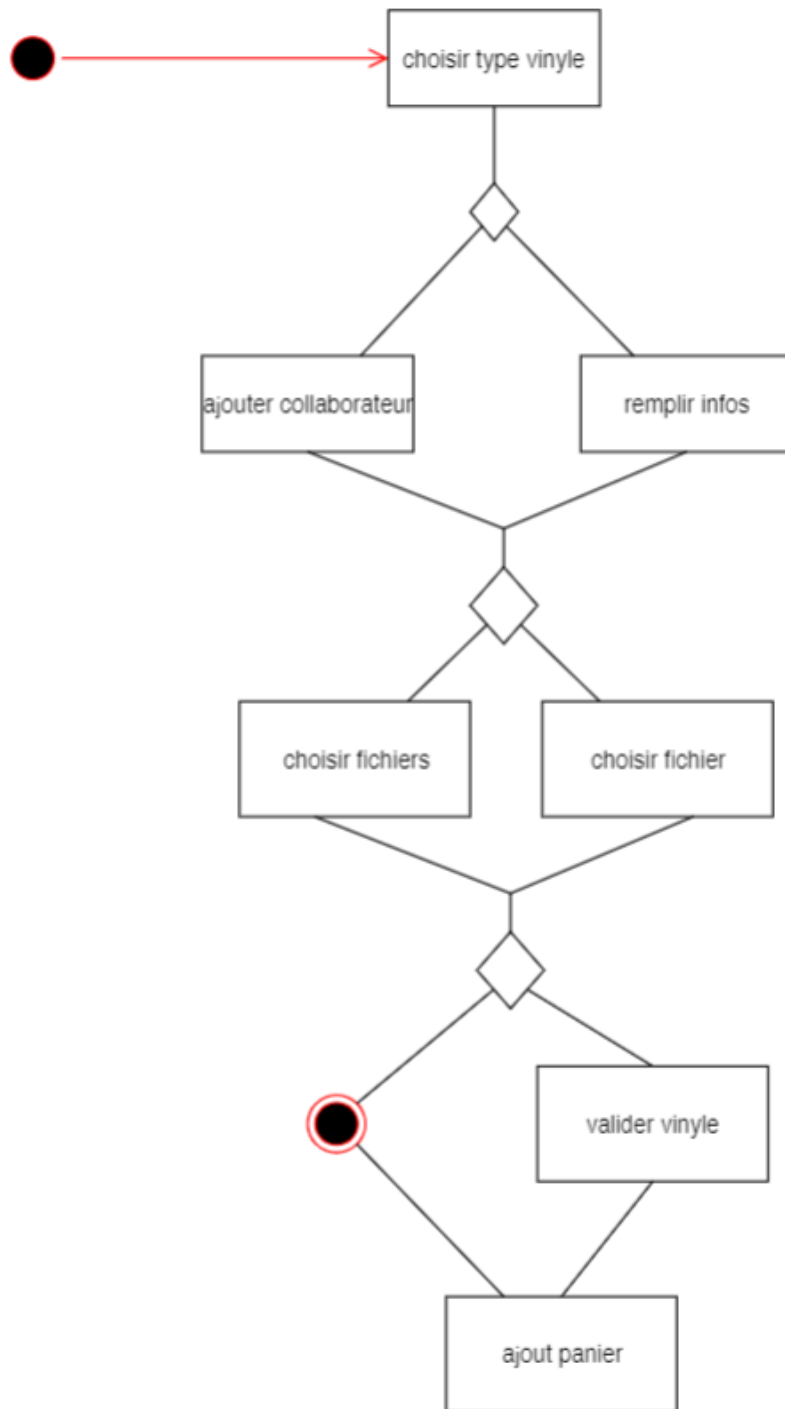 choisir type vinyle
ajouter collaborateur
remplir infos
choisir fichiers
choisir fichier
valider vinyle
ajout panier